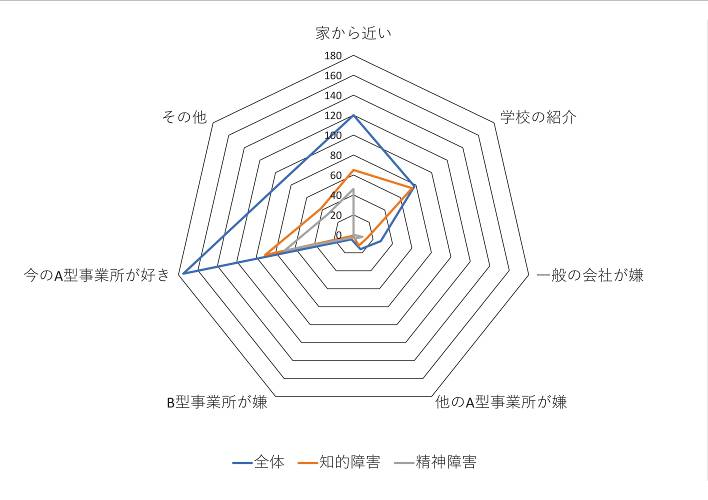 家から近い
180
160
140
120
100
80
60
40
20
0
学校の紹介
一般の会社が嫌
他のA型事業所が嫌
B型事業所が嫌
今のA型事業所が好き
その他
全体 知的障害 精神障害